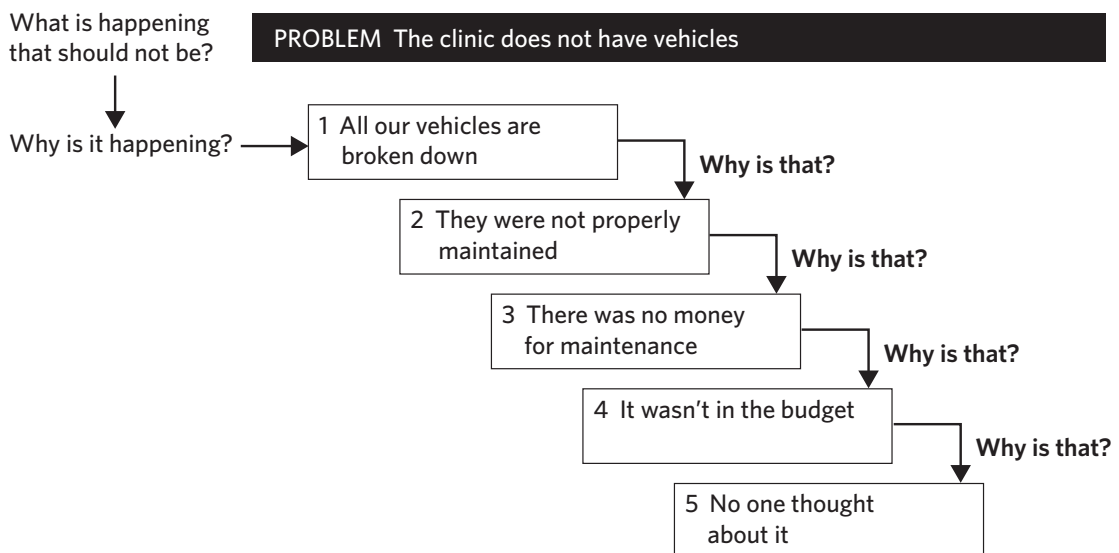 What is happening
that should not be?
PROBLEM The clinic does not have vehicles
Why is it happening?
1 All our vehicles are
broken down
Why is that?
2 They were not properly
maintained
Why is that?
3 There was no money
for maintenance
Why is that?
4 It wasn't in the budget
Why is that?
5 No one thought
about it